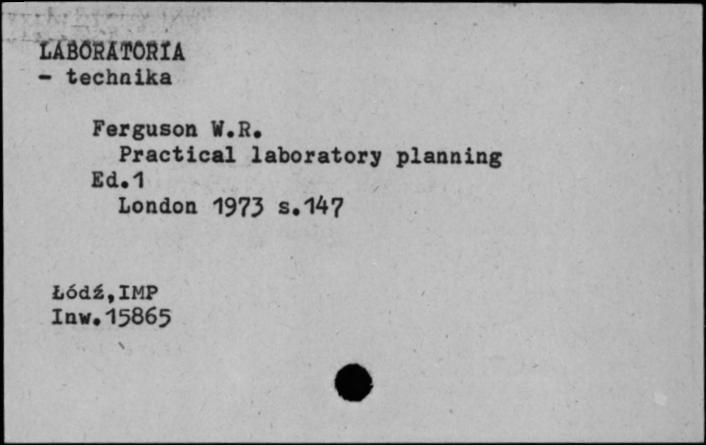 LABORATORIA
- technika
Ferguson W.R.
Practical laboratory planning
Ed.1
London 1973 s.147
Łódź,IMP
Inw.15865